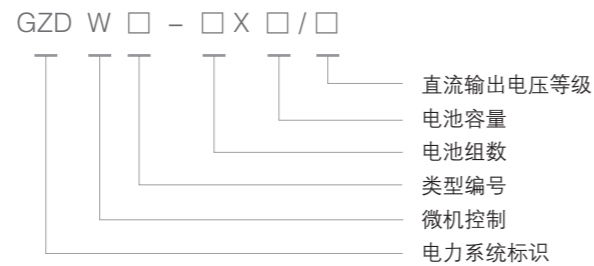 GZD W □ – □ X □ / □
直流输出电压等级
电池容量
电池组数
类型编号
微机控制
电力系统标识